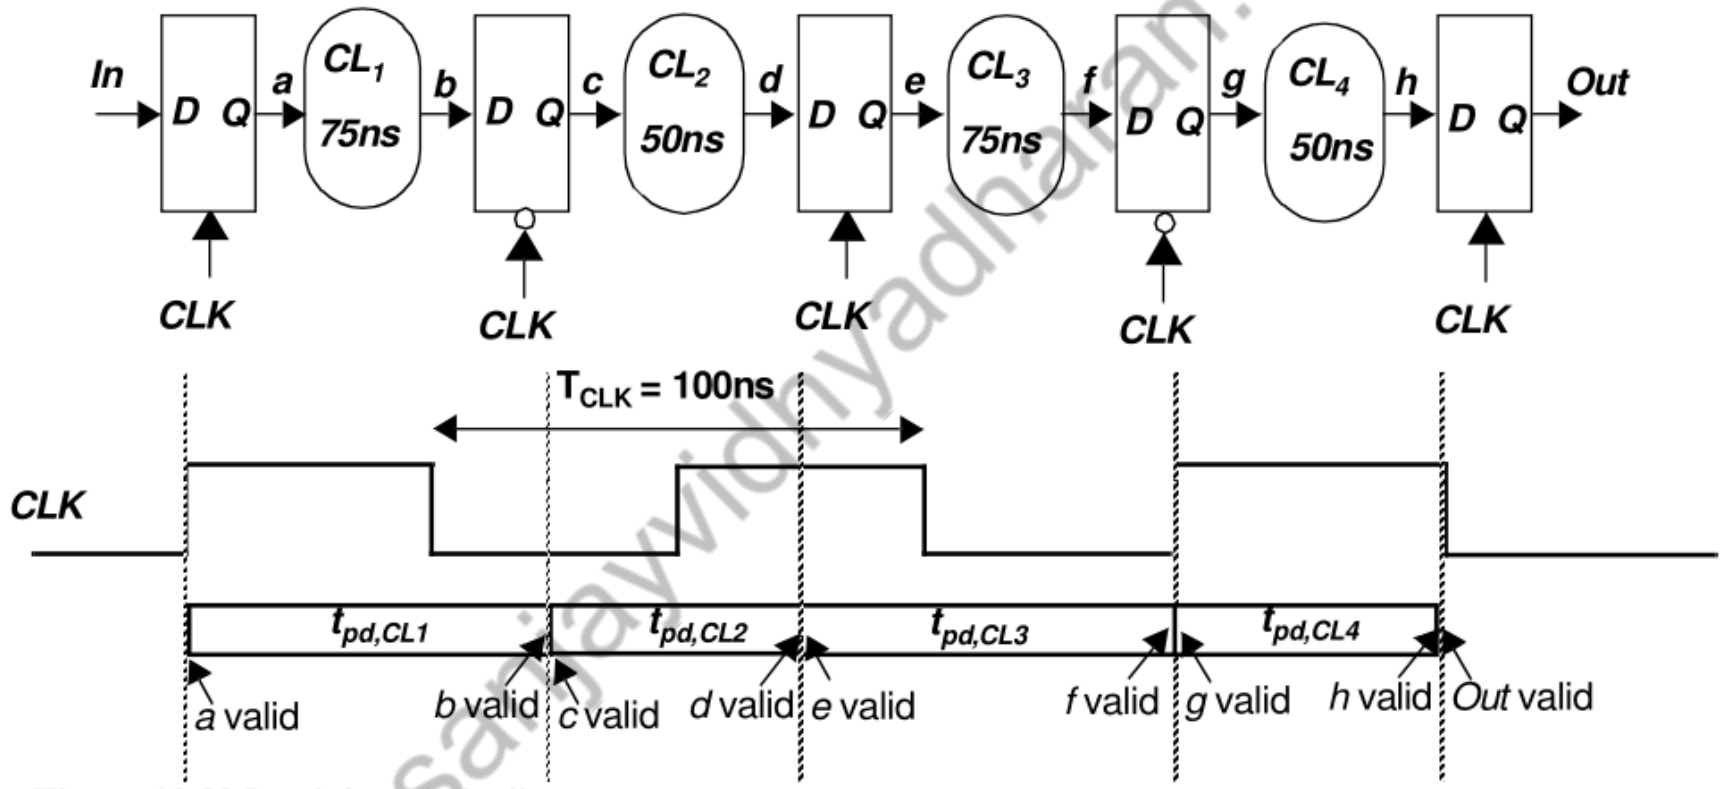 In D Q a CL1 75ns b D Q c CL2 50ns d D Q e CL3 75ns f D Q g CL4 50ns h D Q Out
CLK CLK CLK CLK CLK
TCLK = 100ns
CLK
tpd,CL1 tpd,CL2 tpd,CL3 tpd,CL4
a valid b valid c valid d valid e valid f valid g valid h valid Out valid
sanjayvidhyadharan.